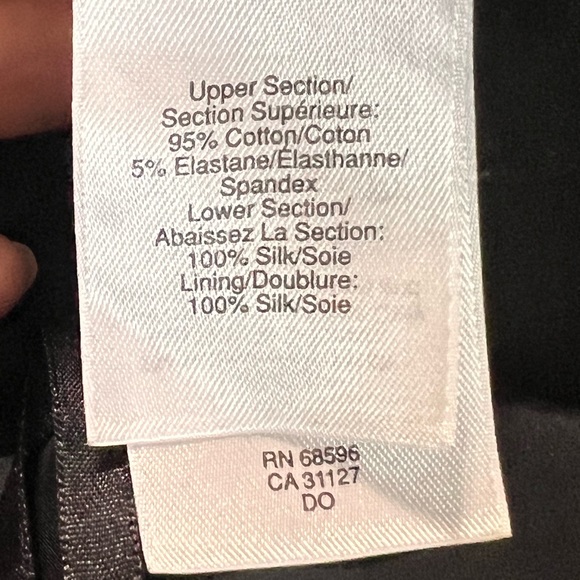 Upper Section/
Section Supérieure:
95% Cotton/Coton
5% Elastane/Élasthanne/
Spandex
Lower Section/
Abaissez La Section:
100% Silk/Soie
Lining/Doublure:
100% Silk/Soie
RN 68596
CA 31127
DO